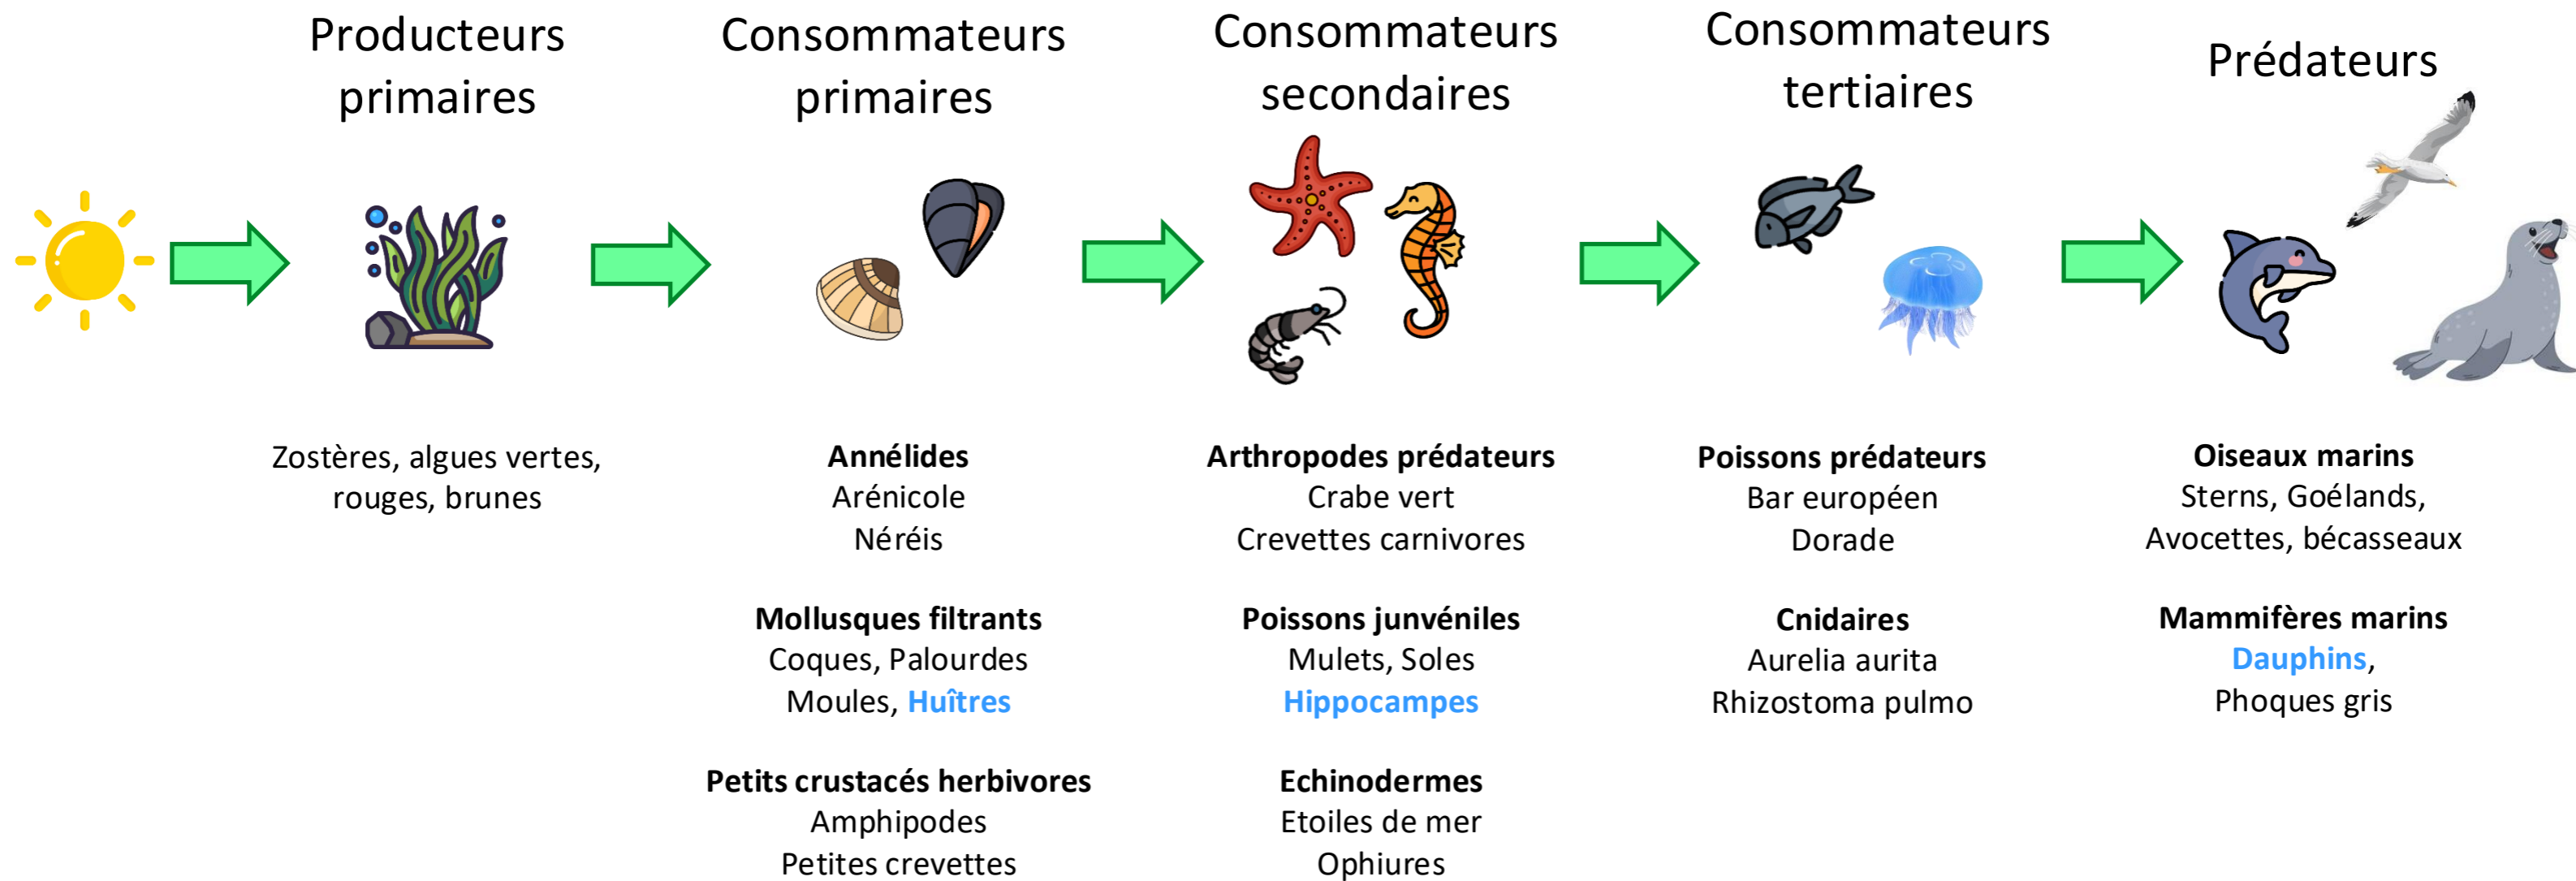 Producteurs
primaires
Consommateurs
primaires
Consommateurs
secondaires
Consommateurs
tertiaires
Prédateurs
Zostères, algues vertes,
rouges, brunes
Annélides
Arénicole
Néréis
Mollusques filtrants
Coques, Palourdes
Moules, Huîtres
Petits crustacés herbivores
Amphipodes
Petites crevettes
Arthropodes prédateurs
Crabe vert
Crevettes carnivores
Poissons junvéniles
Mulets, Soles
Hippocampes
Echinodermes
Etoiles de mer
Ophiures
Poissons prédateurs
Bar européen
Dorade
Cnidaires
Aurelia aurita
Rhizostoma pulmo
Oiseaux marins
Sterns, Goélands,
Avocettes, bécasseaux
Mammifères marins
Dauphins,
Phoques gris